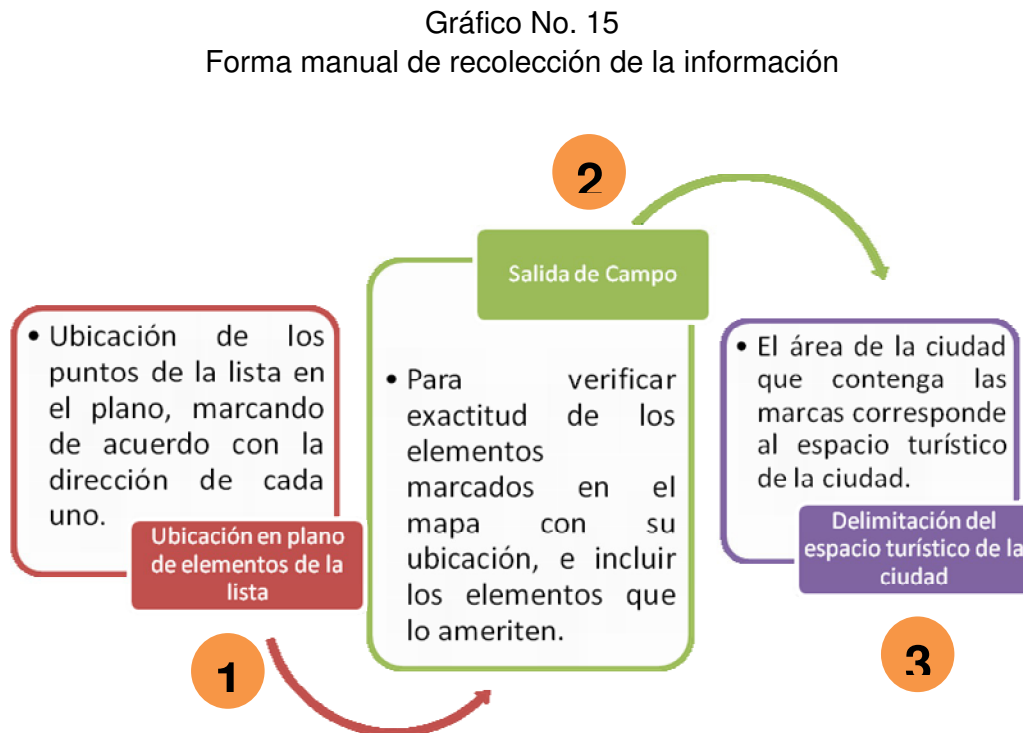 Gráfico No. 15
Forma manual de recolección de la información
• Ubicación de los
puntos de la lista en
el plano, marcando
de acuerdo con la
dirección de cada
uno.
Ubicación en plano
de elementos de la
lista
1
2
Salida de Campo
• Para verificar
exactitud de los
elementos
marcados en el
mapa con su
ubicación, e incluir
los elementos que
lo ameriten.
• El área de la ciudad
que contenga las
marcas corresponde
al espacio turístico
de la ciudad.
Delimitación del
espacio turístico de la
ciudad
3